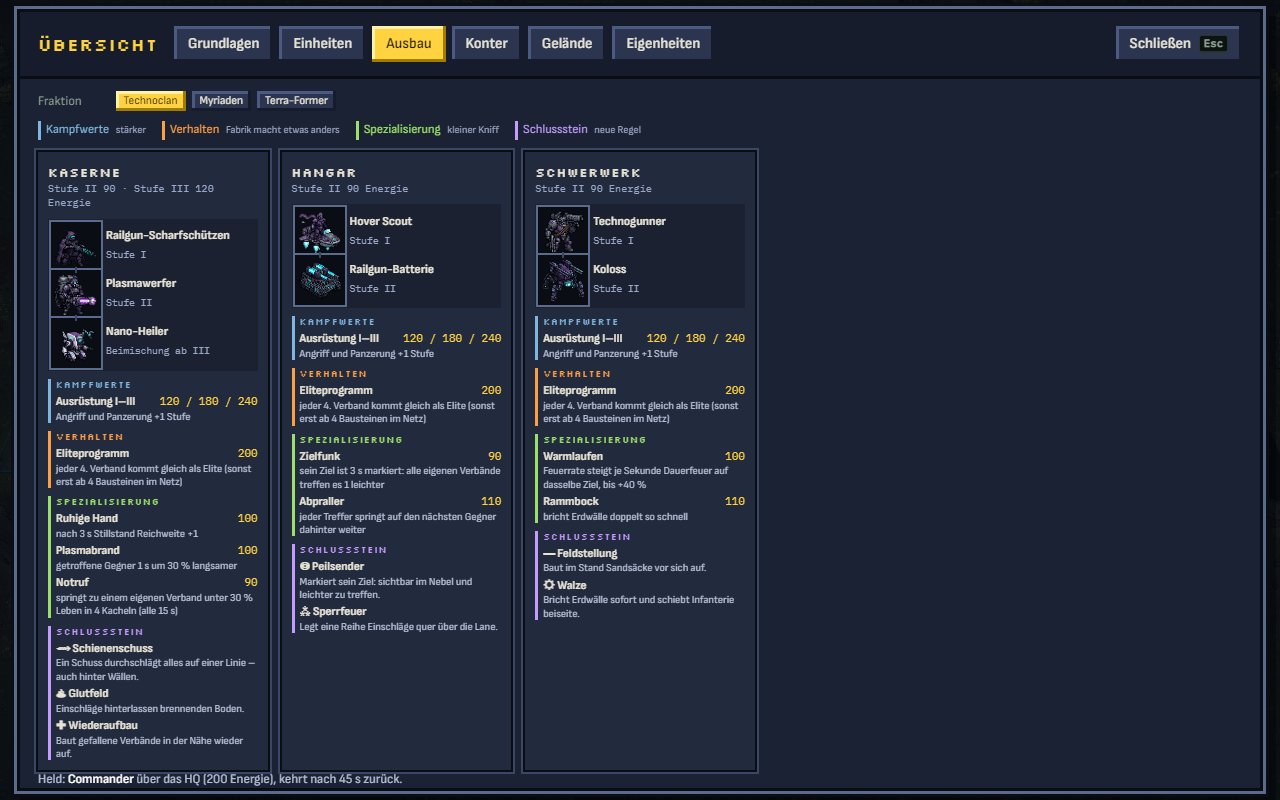 ÜBERSICHT
Grundlagen
Einheiten
Ausbau
Konter
Gelände
Eigenheiten
Schließen Esc
Fraktion
Technoclan
Myriaden
Terra-Former
Kampfwerte stärker
Verhalten Fabrik macht etwas anders
Spezialisierung kleiner Kniff
Schlussstein neue Regel
KASERNE
Stufe II 90 · Stufe III 120
Energie
Railgun-Scharfschützen
Stufe I
Plasmawerfer
Stufe II
Nano-Heiler
Beimischung ab III
KAMPFWERTE
Ausrüstung I–III 120 / 180 / 240
Angriff und Panzerung +1 Stufe
VERHALTEN
Eliteprogramm 200
jeder 4. Verband kommt gleich als Elite (sonst
erst ab 4 Bausteinen im Netz)
SPEZIALISIERUNG
Ruhige Hand 100
nach 3 s Stillstand Reichweite +1
Plasmabrand 100
getroffene Gegner 1 s um 30 % langsamer
Notruf 90
springt zu einem eigenen Verband unter 30 %
Leben in 4 Kacheln (alle 15 s)
SCHLUSSSTEIN
Schienenschuss
Ein Schuss durchschlägt alles auf einer Linie –
auch hinter Wällen.
Glutfeld
Einschläge hinterlassen brennenden Boden.
Wiederaufbau
Baut gefallene Verbände in der Nähe wieder
auf.
HANGAR
Stufe II 90 Energie
Hover Scout
Stufe I
Railgun-Batterie
Stufe II
KAMPFWERTE
Ausrüstung I–III 120 / 180 / 240
Angriff und Panzerung +1 Stufe
VERHALTEN
Eliteprogramm 200
jeder 4. Verband kommt gleich als Elite (sonst
erst ab 4 Bausteinen im Netz)
SPEZIALISIERUNG
Zielfunk 90
sein Ziel ist 3 s markiert: alle eigenen Verbände
treffen es 1 leichter
Abpraller 110
jeder Treffer springt auf den nächsten Gegner
dahinter weiter
SCHLUSSSTEIN
Peilsender
Markiert sein Ziel: sichtbar im Nebel und
leichter zu treffen.
Sperrfeuer
Legt eine Reihe Einschläge quer über die Lane.
SCHWERWERK
Stufe II 90 Energie
Technogunner
Stufe I
Koloss
Stufe II
KAMPFWERTE
Ausrüstung I–III 120 / 180 / 240
Angriff und Panzerung +1 Stufe
VERHALTEN
Eliteprogramm 200
jeder 4. Verband kommt gleich als Elite (sonst
erst ab 4 Bausteinen im Netz)
SPEZIALISIERUNG
Warmlaufen 100
Feuerrate steigt je Sekunde Dauerfeuer auf
dasselbe Ziel, bis +40 %
Rammbock 110
bricht Erdwälle doppelt so schnell
SCHLUSSSTEIN
Feldstellung
Baut im Stand Sandsäcke vor sich auf.
Walze
Bricht Erdwälle sofort und schiebt Infanterie
beiseite.
Held: Commander über das HQ (200 Energie), kehrt nach 45 s zurück.